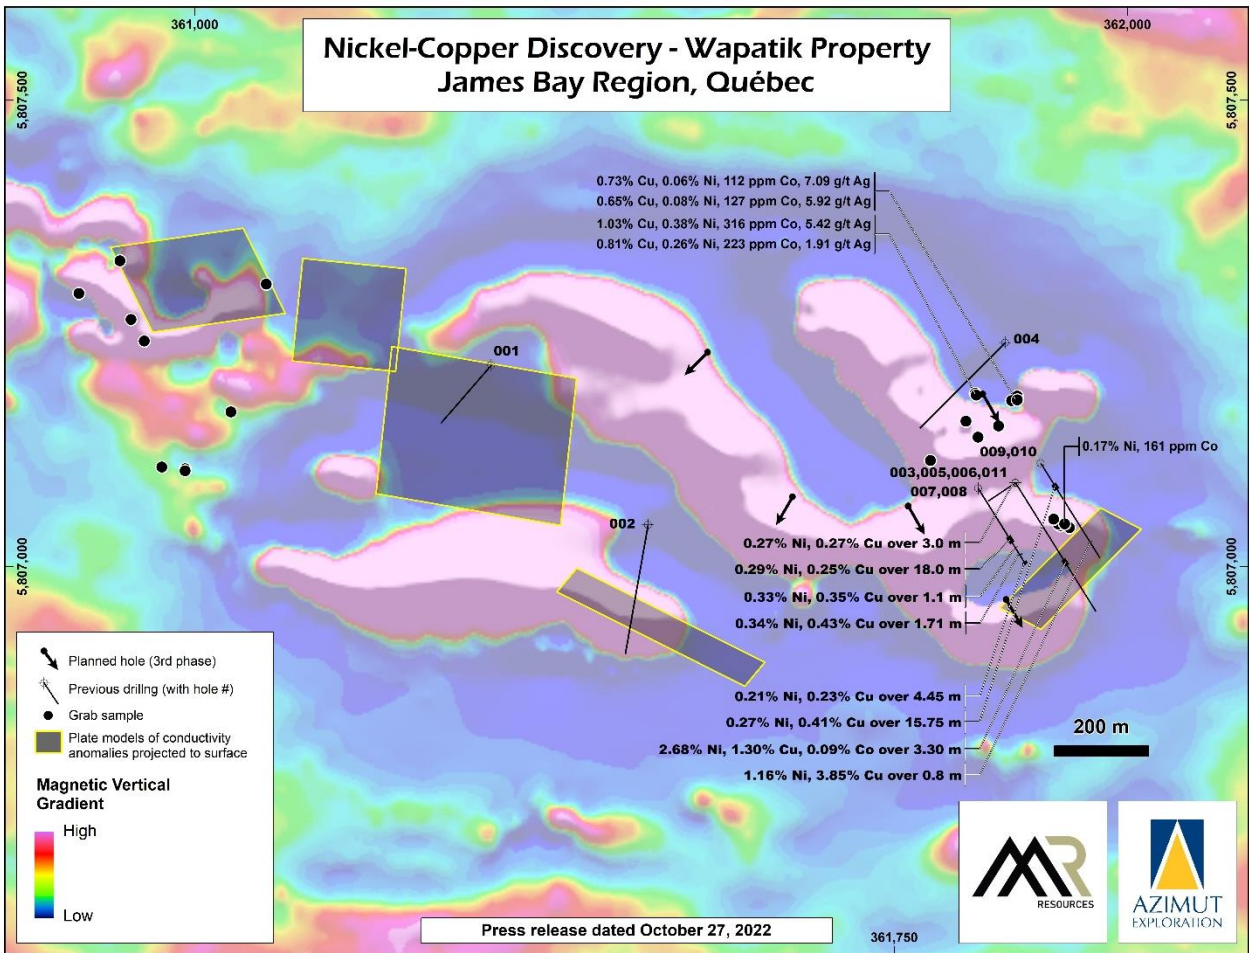 361,000
362,000
Nickel-Copper Discovery - Wapatik Property
James Bay Region, Québec
5,807,500
5,807,500
0.73% Cu, 0.06% Ni, 112 ppm Co, 7.09 g/t Ag
0.65% Cu, 0.08% Ni, 127 ppm Co, 5.92 g/t Ag
1.03% Cu, 0.38% Ni, 316 ppm Co, 5.42 g/t Ag
0.81% Cu, 0.26% Ni, 223 ppm Co, 1.91 g/t Ag
001
004
009,010
0.17% Ni, 161 ppm Co
003,005,006,011
007,008
002
5,807,000
5,807,000
0.27% Ni, 0.27% Cu over 3.0 m
0.29% Ni, 0.25% Cu over 18.0 m
0.33% Ni, 0.35% Cu over 1.1 m
0.34% Ni, 0.43% Cu over 1.71 m
0.21% Ni, 0.23% Cu over 4.45 m
0.27% Ni, 0.41% Cu over 15.75 m
2.68% Ni, 1.30% Cu, 0.09% Co over 3.30 m
1.16% Ni, 3.85% Cu over 0.8 m
200 m
Planned hole (3rd phase)
Previous drillng (with hole #)
Grab sample
Plate models of conductivity
anomalies projected to surface
Magnetic Vertical
Gradient
High
Low
RESOURCES
AZIMUT
EXPLORATION
Press release dated October 27, 2022
361,750